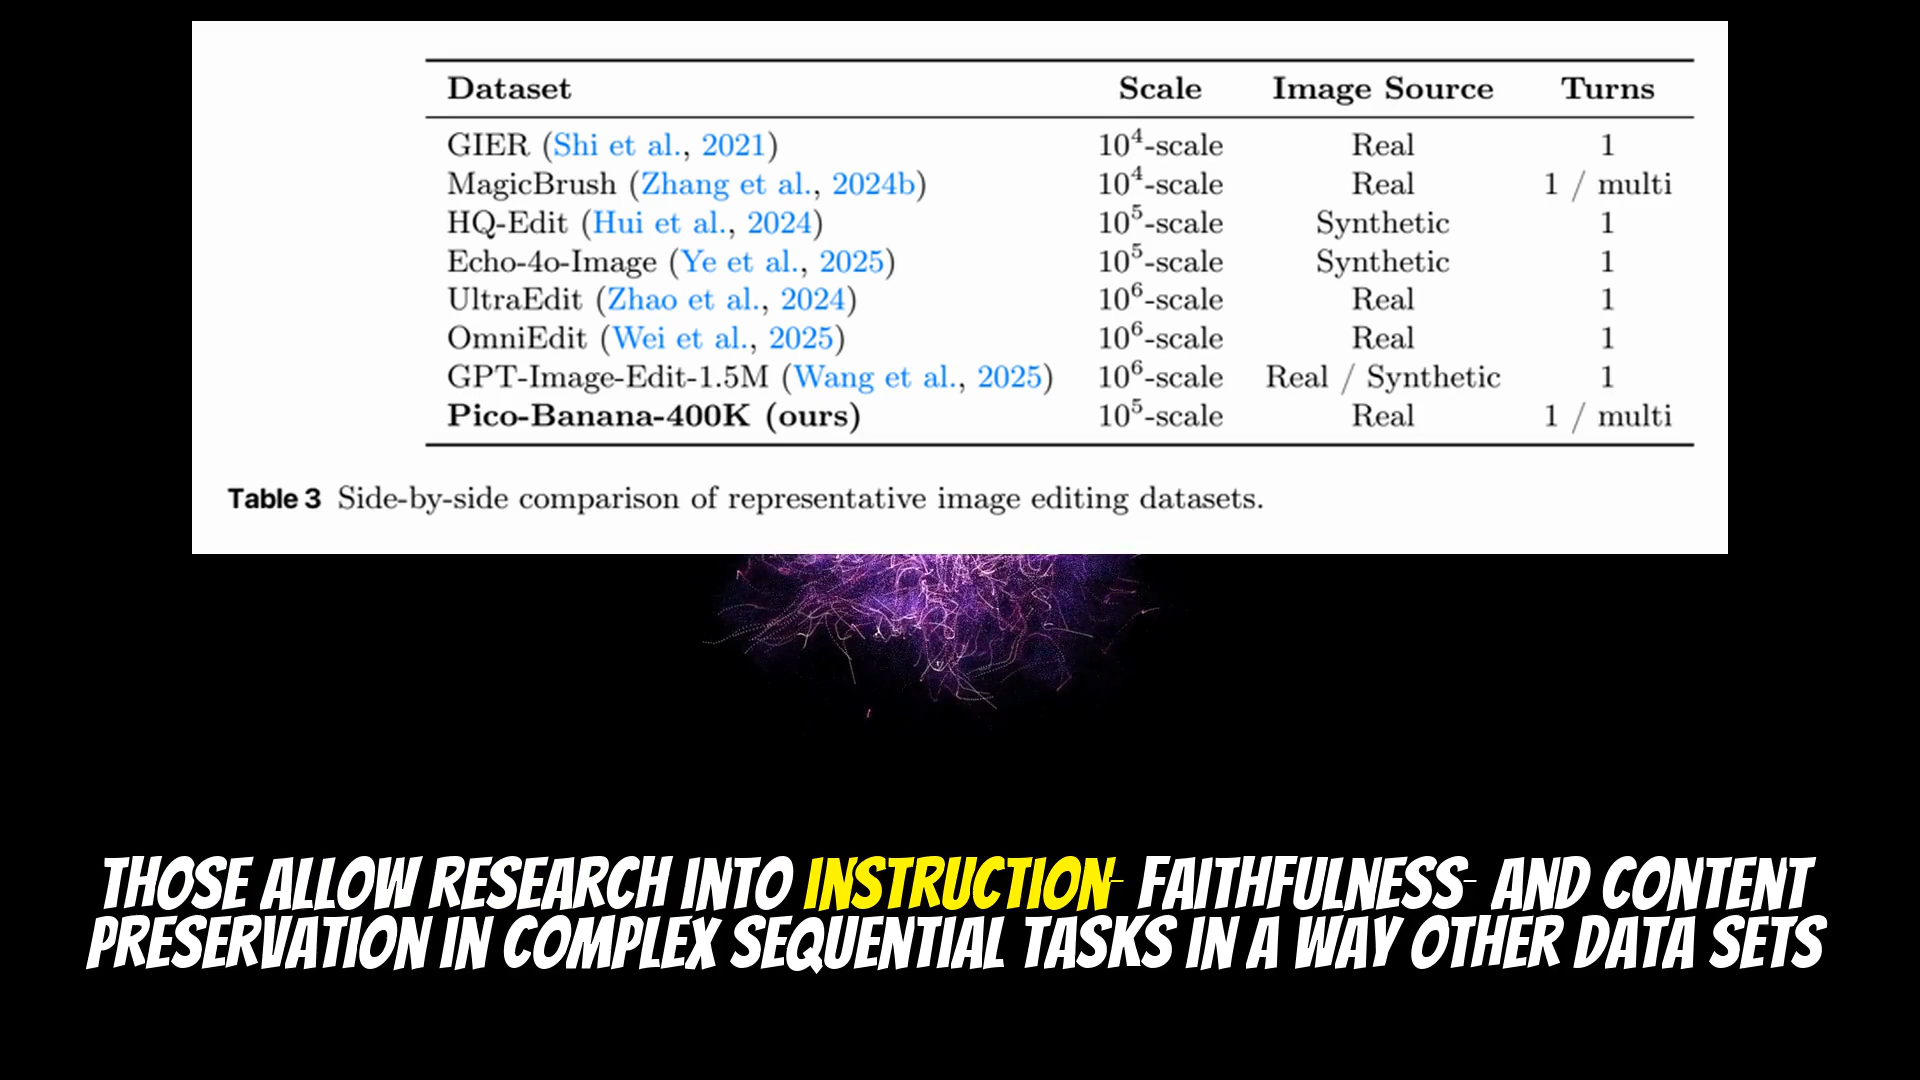 Dataset Scale Image Source Turns
GIER (Shi et al., 2021) 10⁴-scale Real 1
MagicBrush (Zhang et al., 2024b) 10⁴-scale Real 1 / multi
HQ-Edit (Hui et al., 2024) 10⁵-scale Synthetic 1
Echo-4o-Image (Ye et al., 2025) 10⁵-scale Synthetic 1
UltraEdit (Zhao et al., 2024) 10⁶-scale Real 1
OmniEdit (Wei et al., 2025) 10⁶-scale Real 1
GPT-Image-Edit-1.5M (Wang et al., 2025) 10⁶-scale Real / Synthetic 1
Pico-Banana-400K (ours) 10⁵-scale Real 1 / multi
Table 3 Side-by-side comparison of representative image editing datasets.
THOSE ALLOW RESEARCH INTO INSTRUCTION- FAITHFULNESS- AND CONTENT
PRESERVATION IN COMPLEX SEQUENTIAL TASKS IN A WAY OTHER DATA SETS